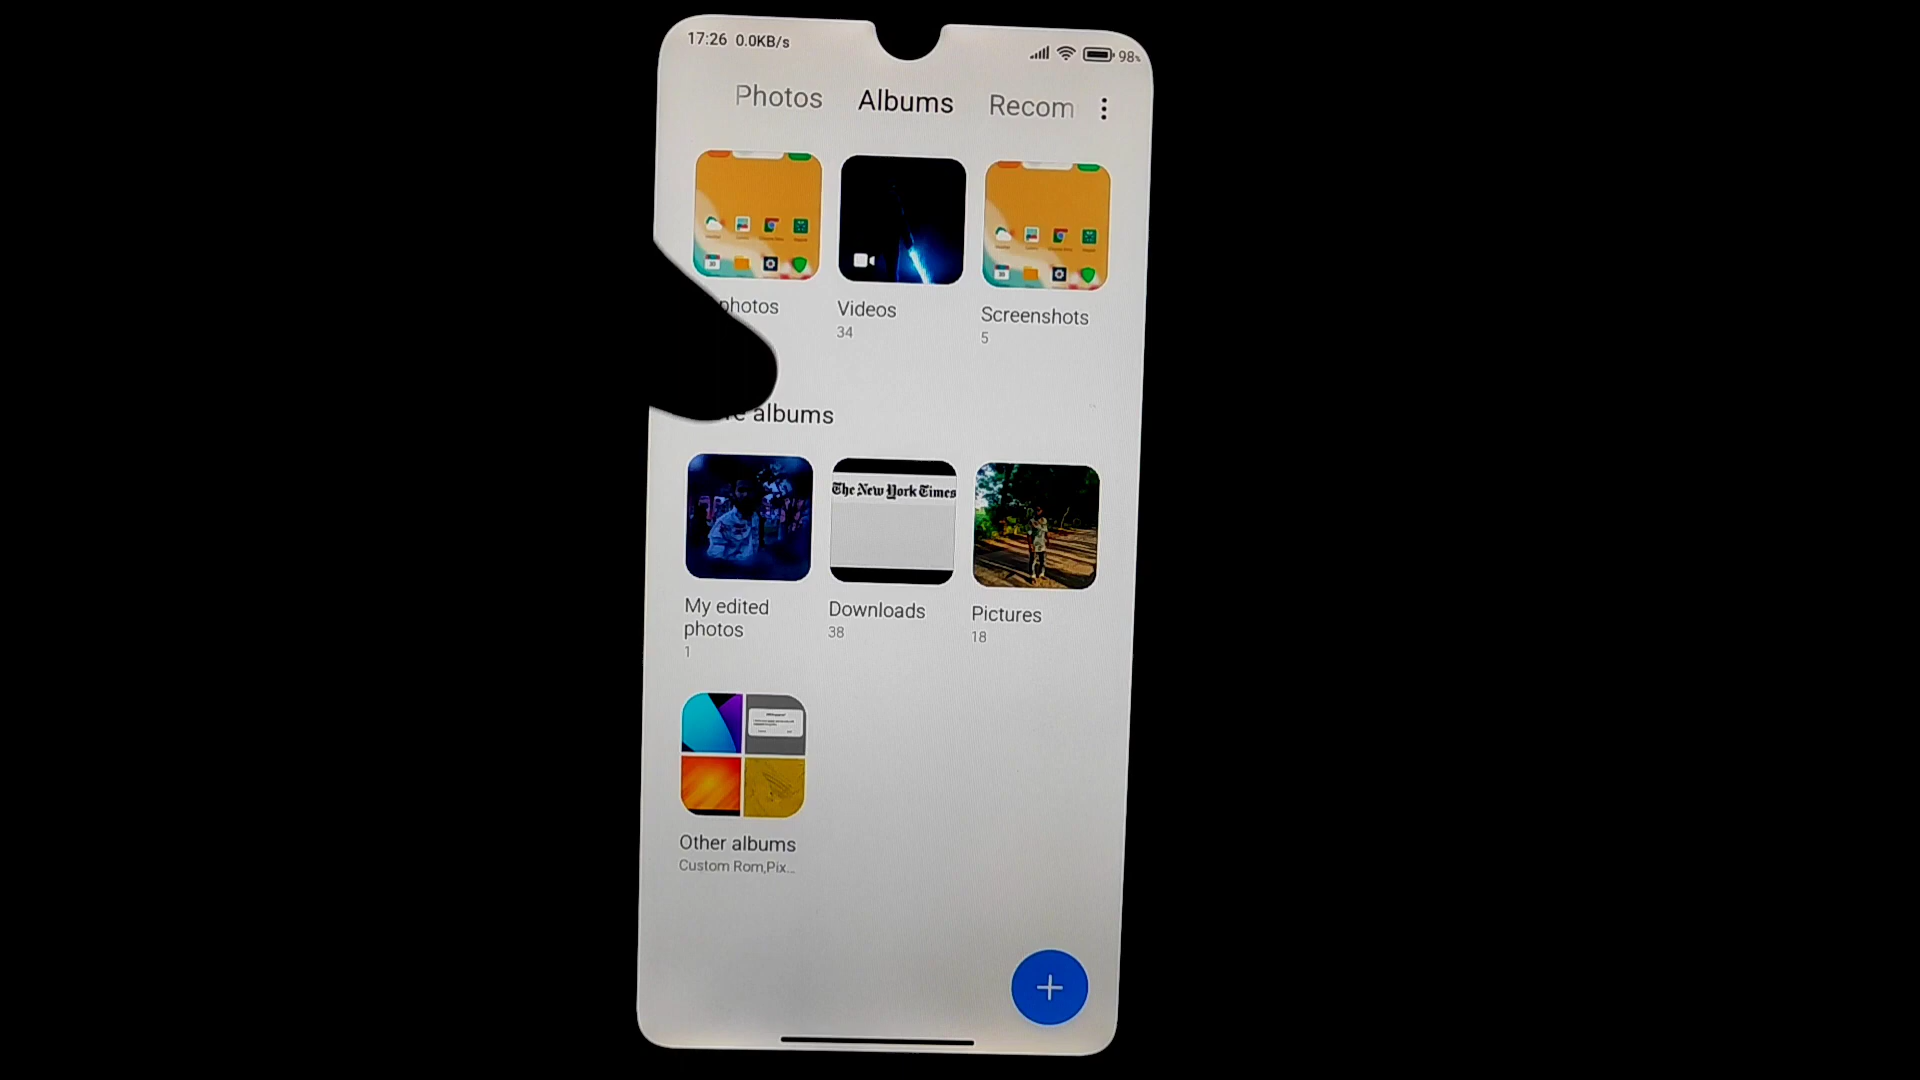 17:26 0.0KB/s
98%
Photos Albums Recom
photos
Videos
34
Screenshots
5
albums
The New York Times
My edited
photos
1
Downloads
38
Pictures
18
Other albums
Custom Rom,Pix...